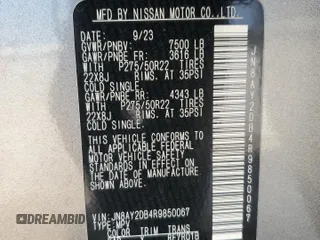 MFD BY NISSAN MOTOR CO.,LTD.
DATE: 9/23
GVWR/PNBV: 7500 LB
GAWR/PNBE FR: 3616 LB
WITH P275/50R22 TIRES
22X8J RIMS. AT 35PSI
COLD SINGLE.
GAWR/PNBE RR: 4343 LB
WITH P275/50R22 TIRES
22X8J RIMS. AT 35PSI
COLD SINGLE.
THIS VEHICLE CONFORMS TO
ALL APPLICABLE FEDERAL
MOTOR VEHICLE SAFETY
STANDARDS IN EFFECT ON
THE DATE OF MANUFACTURE
SHOWN ABOVE.
VIN: JN8AY2DB4R9850067
TYPE: MPV
COLOR TRIM TRANS
JN8AY2DB4R9850067
DID.CARS